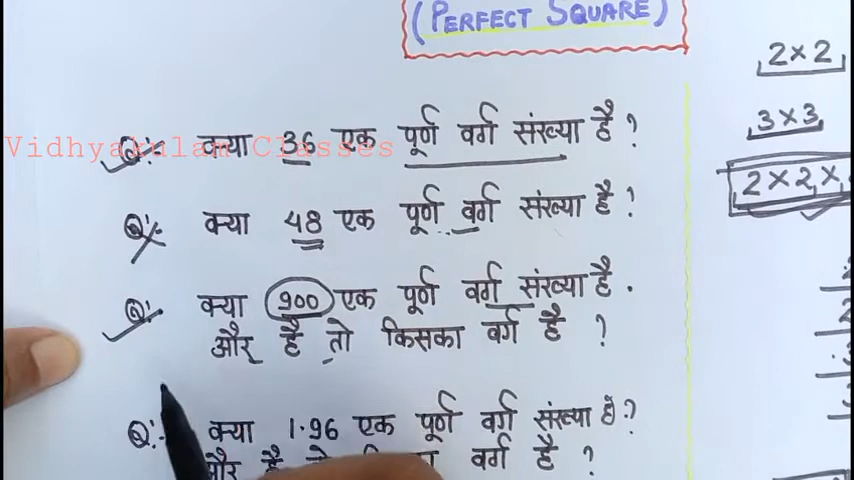 (PERFECT SQUARE)
Q:- क्या 36 एक पूर्ण वर्ग संख्या है ?
Vidhyakulam Classes
Q:- क्या 48 एक पूर्ण वर्ग संख्या है ?
Q:- क्या 900 एक पूर्ण वर्ग संख्या है .
और है तो किसका वर्ग है ?
Q:- क्या 1.96 एक पूर्ण वर्ग संख्या है ?
और है तो वर्ग है ?
2×2
3×3
2×2×